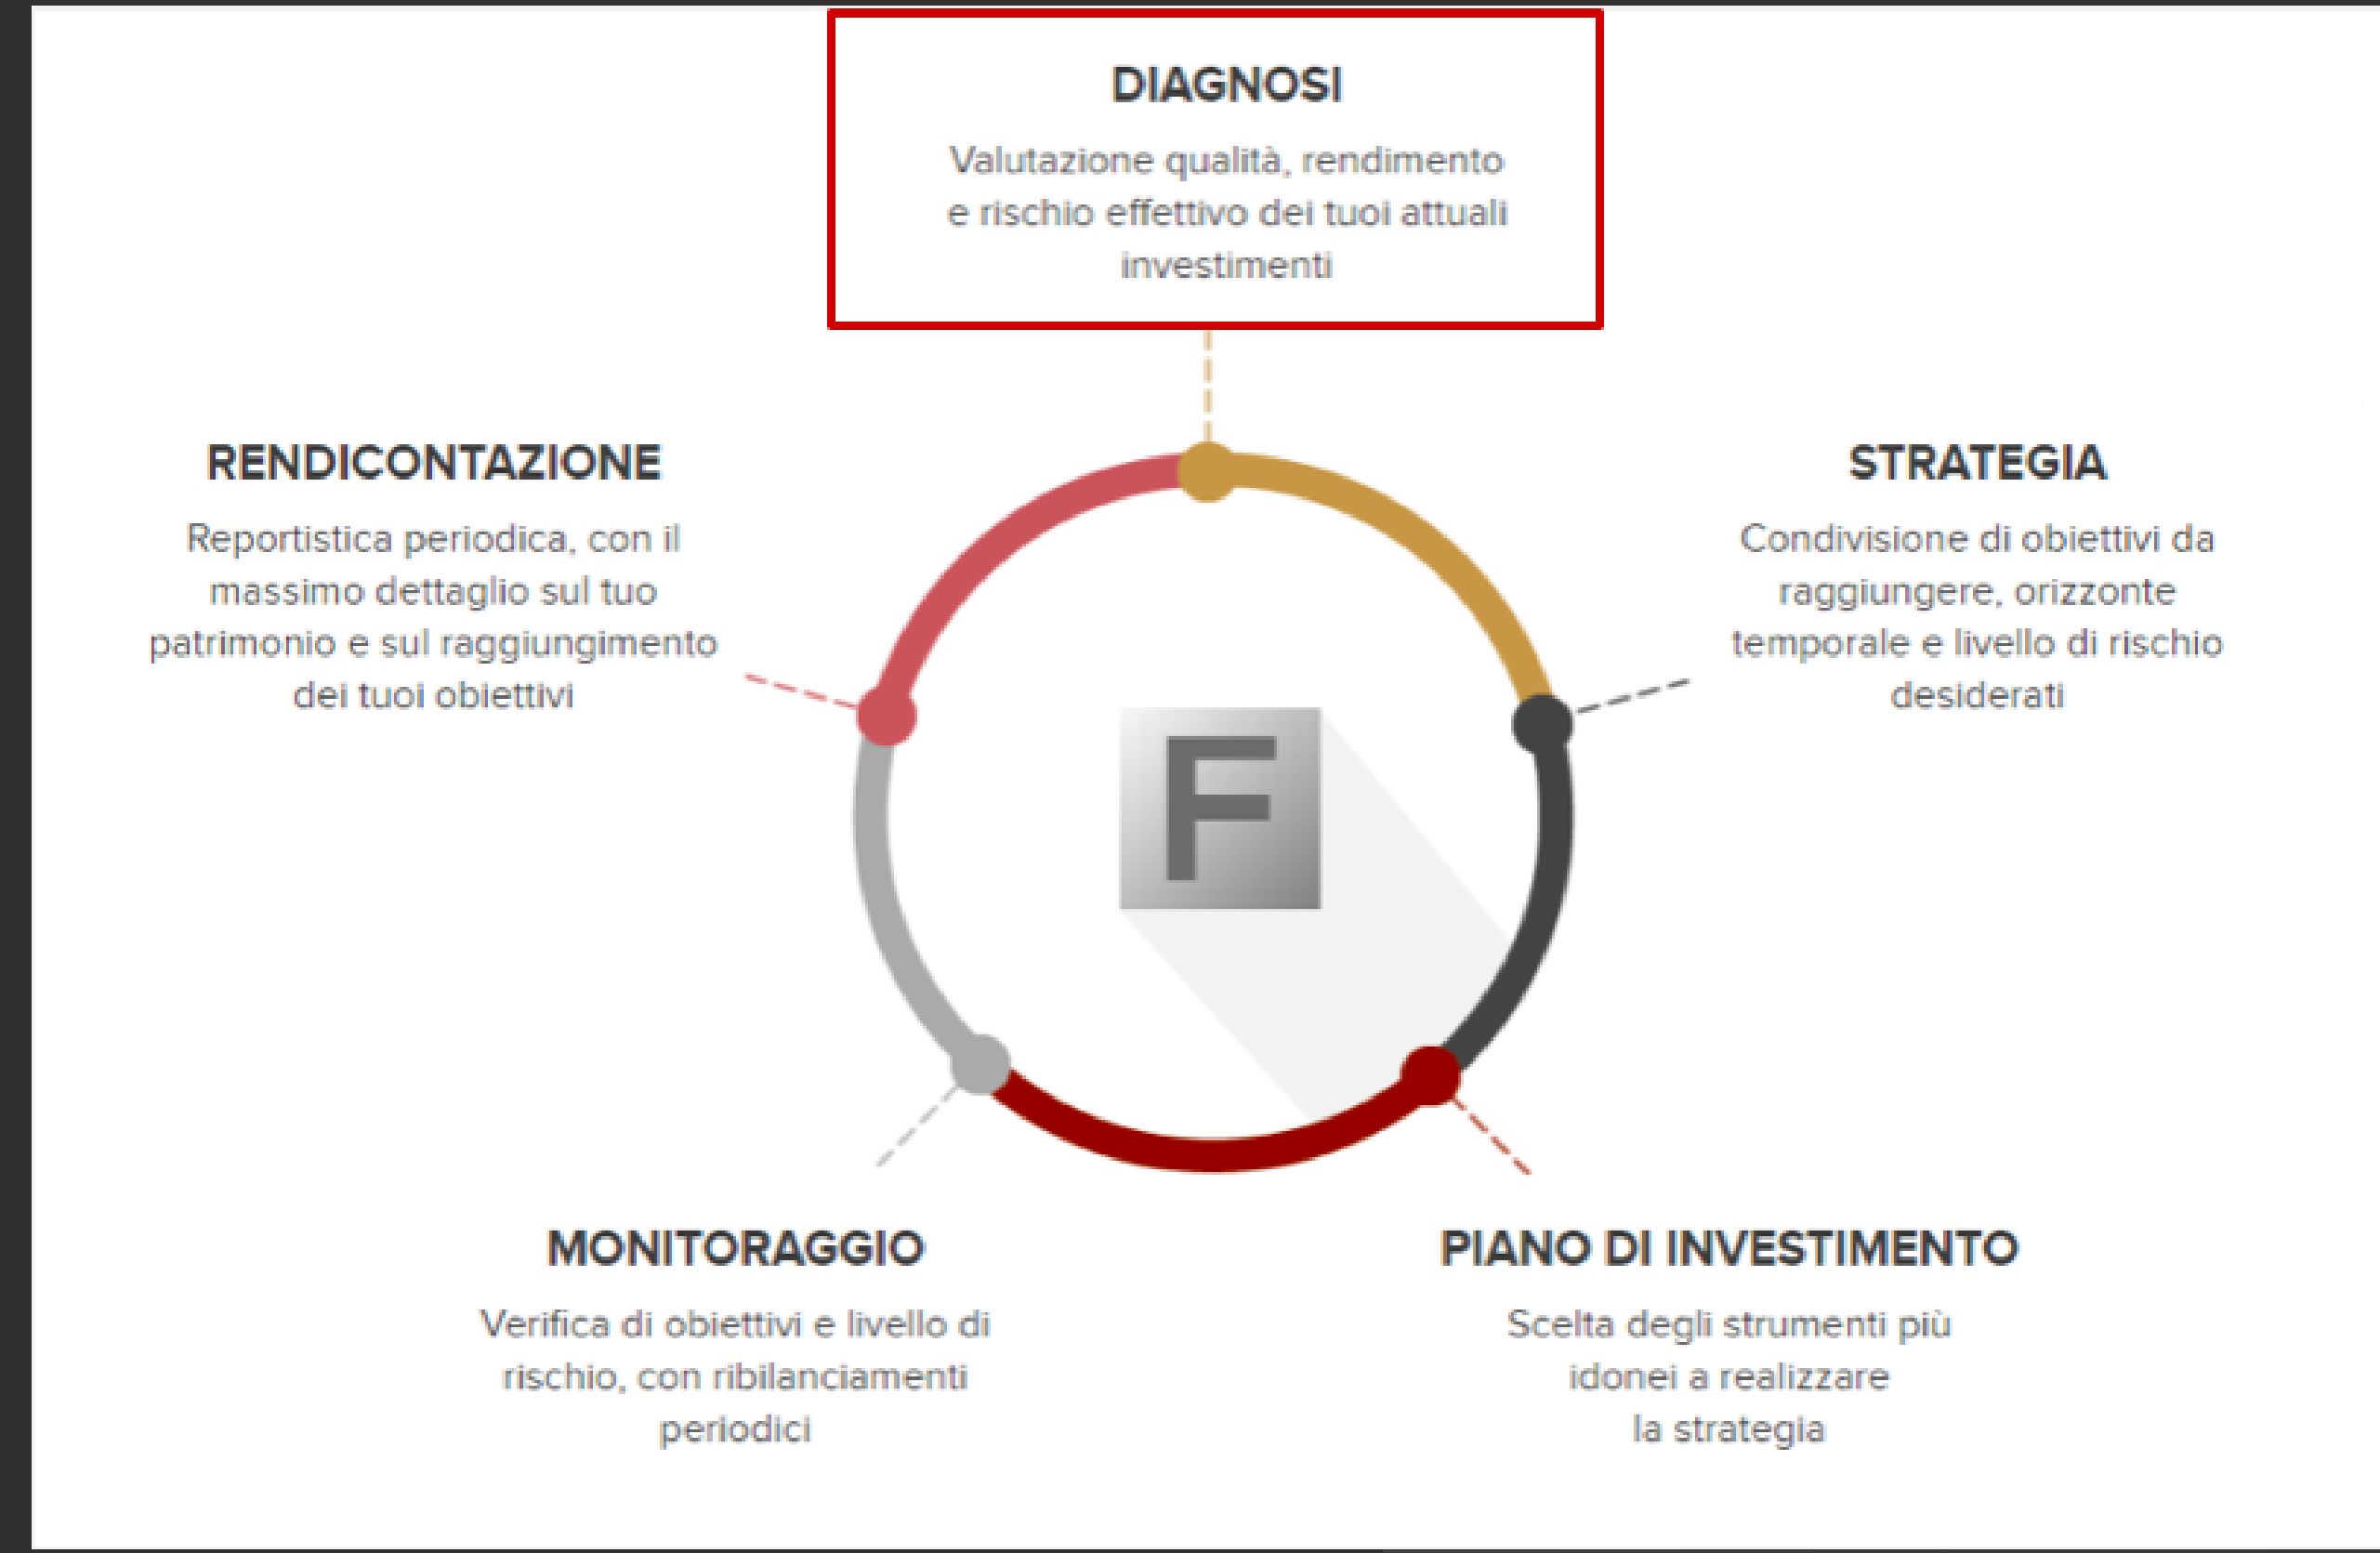 DIAGNOSI
Valutazione qualità, rendimento
e rischio effettivo dei tuoi attuali
investimenti
RENDICONTAZIONE
Reportistica periodica, con il
massimo dettaglio sul tuo
patrimonio e sul raggiungimento
dei tuoi obiettivi
STRATEGIA
Condivisione di obiettivi da
raggiungere, orizzonte
temporale e livello di rischio
desiderati
F
MONITORAGGIO
Verifica di obiettivi e livello di
rischio, con ribilanciamenti
periodici
PIANO DI INVESTIMENTO
Scelta degli strumenti più
idonei a realizzare
la strategia